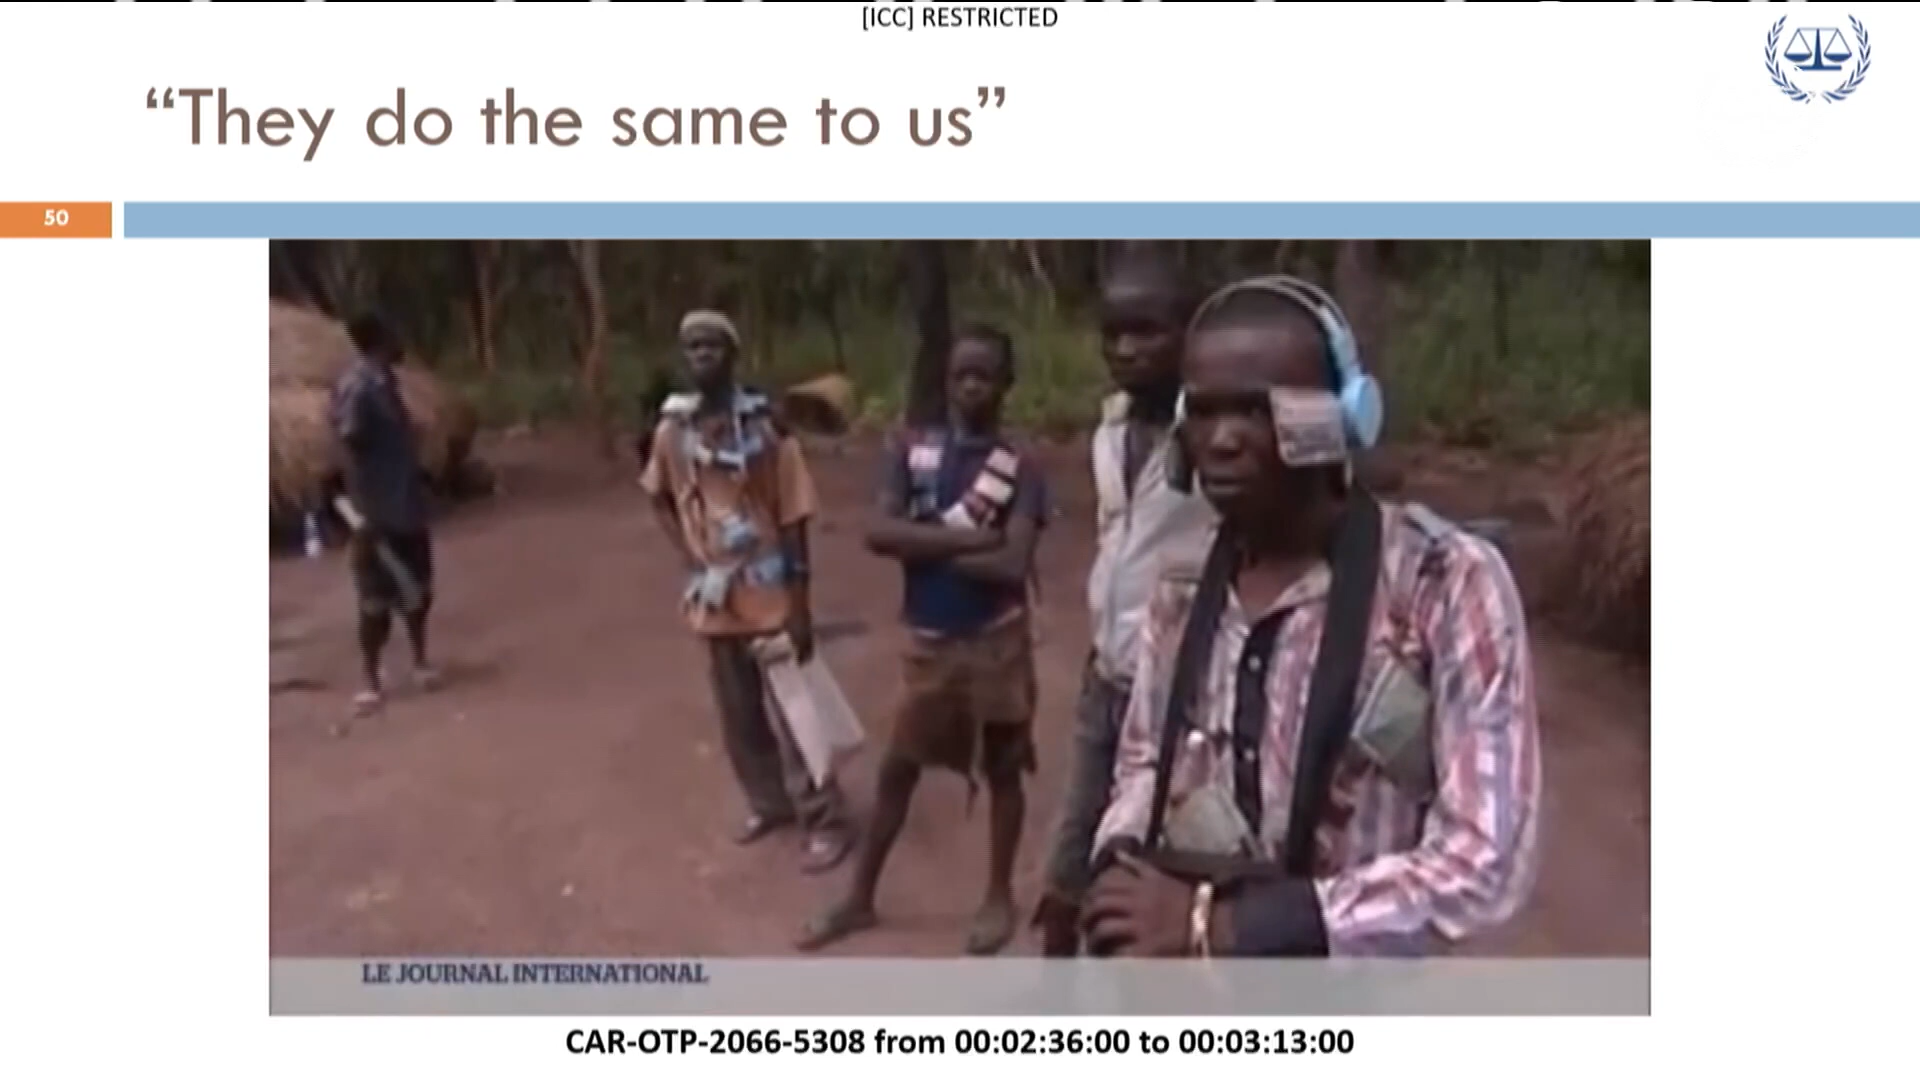 [ICC] RESTRICTED
“They do the same to us”
50
LE JOURNAL INTERNATIONAL
CAR-OTP-2066-5308 from 00:02:36:00 to 00:03:13:00